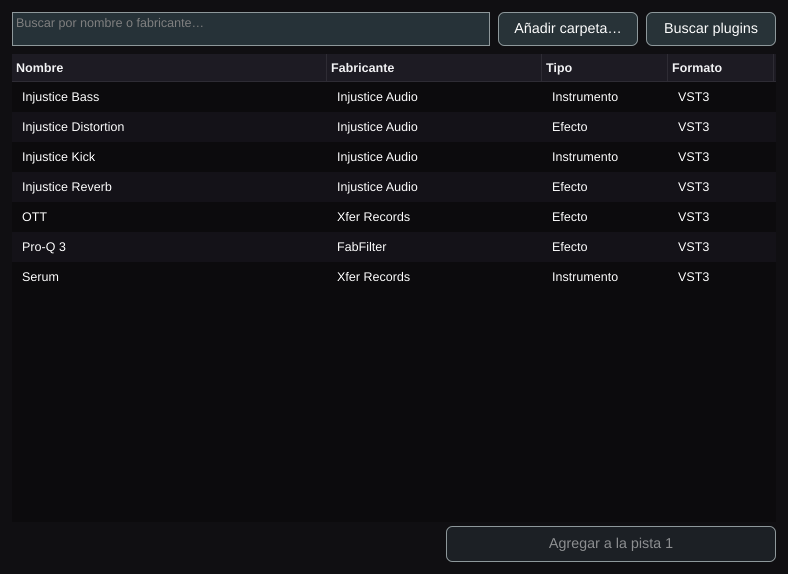 Buscar por nombre o fabricante…
Añadir carpeta…
Buscar plugins
Nombre Fabricante Tipo Formato
Injustice Bass Injustice Audio Instrumento VST3
Injustice Distortion Injustice Audio Efecto VST3
Injustice Kick Injustice Audio Instrumento VST3
Injustice Reverb Injustice Audio Efecto VST3
OTT Xfer Records Efecto VST3
Pro-Q 3 FabFilter Efecto VST3
Serum Xfer Records Instrumento VST3
Agregar a la pista 1